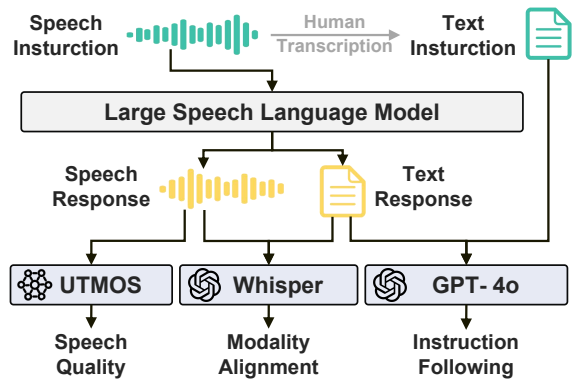 Speech
Insturction
Human
Transcription
Text
Insturction
Large Speech Language Model
Speech
Response
Text
Response
UTMOS
Whisper
GPT- 4o
Speech
Quality
Modality
Alignment
Instruction
Following